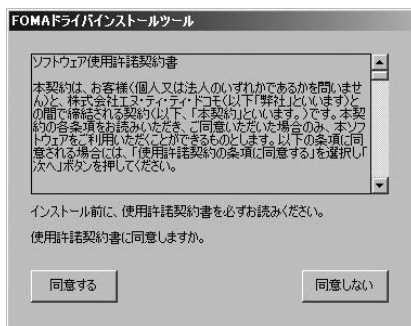 FOMAドライバインストールツール
ソフトウェア使用許諾契約書
本契約は、お客様(個人又は法人のいずれかであるかを問いませ
ん)と、株式会社エヌ・ティ・ティ・ドコモ(以下「弊社」といいます)と
の間で締結される契約(以下、「本契約」といいます。)です。本契
約の各条項をお読みいただき、ご同意いただいた場合のみ、本ソフ
トウェアをご利用いただくことができるものとします。以下の条項に同
意される場合には、「使用許諾契約の条項に同意する」を選択し「
次へ」ボタンを押してください。
インストール前に、使用許諾契約書を必ずお読みください。
使用許諾契約書に同意しますか。
同意する
同意しない